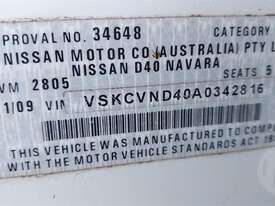 PROVAL NO. 34648 CATEGORY
NISSAN MOTOR CO (AUSTRALIA) PTY L
NISSAN D40 NAVARA
VM 2805 SEATS 5
1/09 VIN VSKCVND40A0342816
THIS VEHICLE WAS MANUFACTURED TO COMPLY
WITH THE MOTOR VEHICLE STANDARDS ACT 19